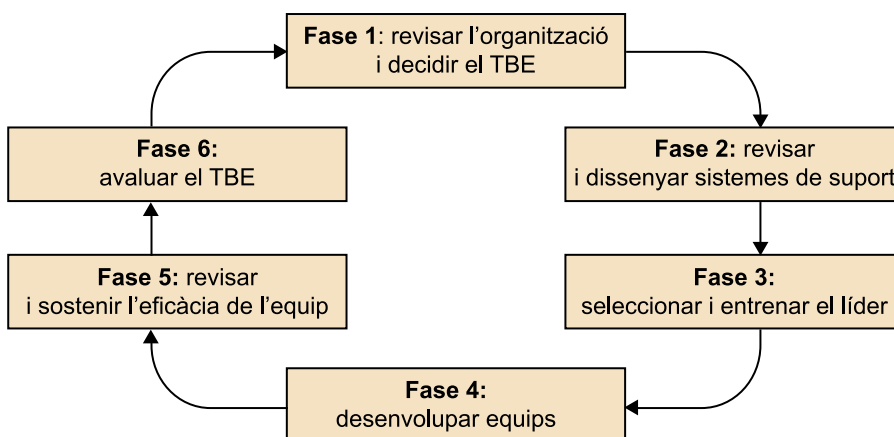 Fase 1: revisar l’organització
i decidir el TBE
Fase 2: revisar
i dissenyar sistemes de suport
Fase 3:
seleccionar i entrenar el líder
Fase 4:
desenvolupar equips
Fase 5: revisar
i sostenir l’eficàcia de l’equip
Fase 6:
avaluar el TBE